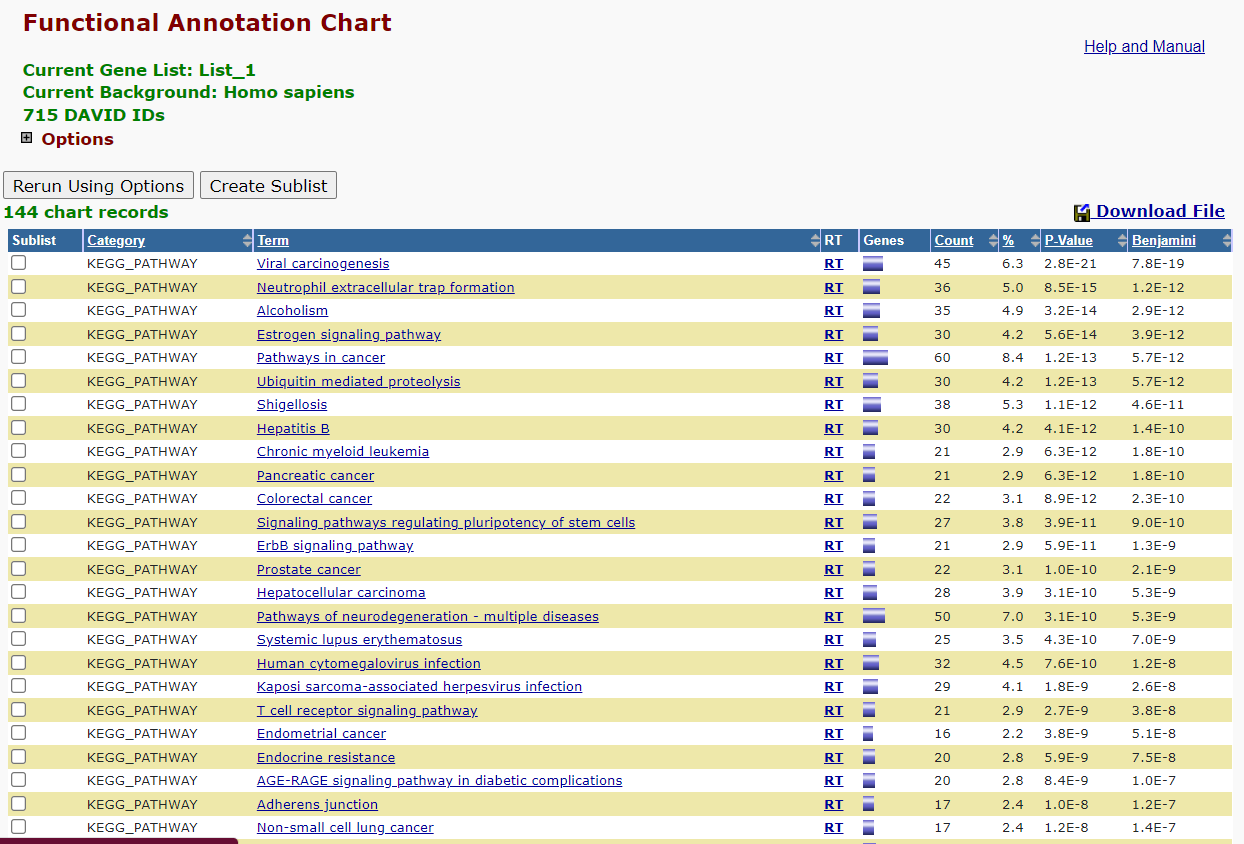 Functional Annotation Chart
Help and Manual
Current Gene List: List_1
Current Background: Homo sapiens
715 DAVID IDs
Options
Rerun Using Options Create Sublist
144 chart records Download File
Sublist Category Term RT Genes Count % P-Value Benjamini
KEGG_PATHWAY Viral carcinogenesis RT 45 6.3 2.8E-21 7.8E-19
KEGG_PATHWAY Neutrophil extracellular trap formation RT 36 5.0 8.5E-15 1.2E-12
KEGG_PATHWAY Alcoholism RT 35 4.9 3.2E-14 2.9E-12
KEGG_PATHWAY Estrogen signaling pathway RT 30 4.2 5.6E-14 3.9E-12
KEGG_PATHWAY Pathways in cancer RT 60 8.4 1.2E-13 5.7E-12
KEGG_PATHWAY Ubiquitin mediated proteolysis RT 30 4.2 1.2E-13 5.7E-12
KEGG_PATHWAY Shigellosis RT 38 5.3 1.1E-12 4.6E-11
KEGG_PATHWAY Hepatitis B RT 30 4.2 4.1E-12 1.4E-10
KEGG_PATHWAY Chronic myeloid leukemia RT 21 2.9 6.3E-12 1.8E-10
KEGG_PATHWAY Pancreatic cancer RT 21 2.9 6.3E-12 1.8E-10
KEGG_PATHWAY Colorectal cancer RT 22 3.1 8.9E-12 2.3E-10
KEGG_PATHWAY Signaling pathways regulating pluripotency of stem cells RT 27 3.8 3.9E-11 9.0E-10
KEGG_PATHWAY ErbB signaling pathway RT 21 2.9 5.9E-11 1.3E-9
KEGG_PATHWAY Prostate cancer RT 22 3.1 1.0E-10 2.1E-9
KEGG_PATHWAY Hepatocellular carcinoma RT 28 3.9 3.1E-10 5.3E-9
KEGG_PATHWAY Pathways of neurodegeneration - multiple diseases RT 50 7.0 3.1E-10 5.3E-9
KEGG_PATHWAY Systemic lupus erythematosus RT 25 3.5 4.3E-10 7.0E-9
KEGG_PATHWAY Human cytomegalovirus infection RT 32 4.5 7.6E-10 1.2E-8
KEGG_PATHWAY Kaposi sarcoma-associated herpesvirus infection RT 29 4.1 1.8E-9 2.6E-8
KEGG_PATHWAY T cell receptor signaling pathway RT 21 2.9 2.7E-9 3.8E-8
KEGG_PATHWAY Endometrial cancer RT 16 2.2 3.8E-9 5.1E-8
KEGG_PATHWAY Endocrine resistance RT 20 2.8 5.9E-9 7.5E-8
KEGG_PATHWAY AGE-RAGE signaling pathway in diabetic complications RT 20 2.8 8.4E-9 1.0E-7
KEGG_PATHWAY Adherens junction RT 17 2.4 1.0E-8 1.2E-7
KEGG_PATHWAY Non-small cell lung cancer RT 17 2.4 1.2E-8 1.4E-7